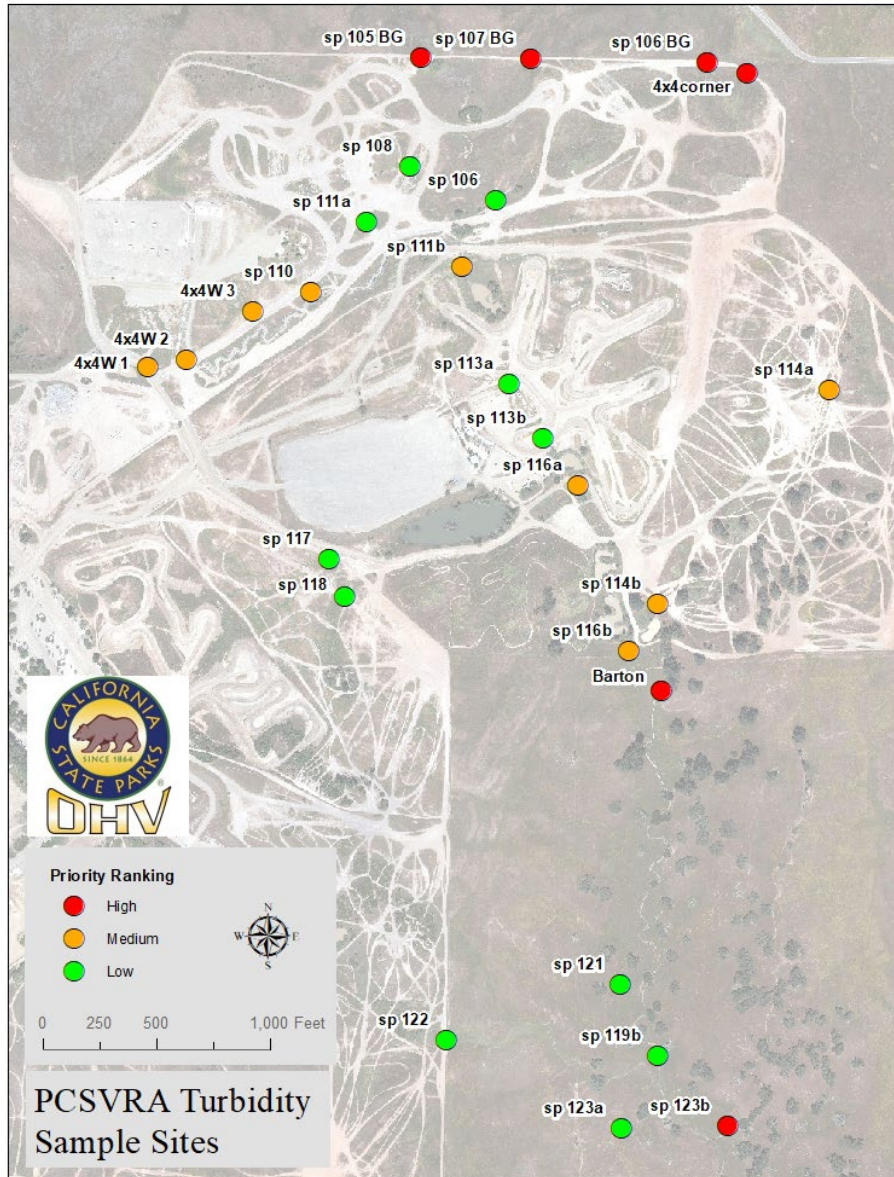 sp 105 BG
sp 107 BG
sp 106 BG
4x4corner
sp 108
sp 106
sp 111a
sp 111b
sp 110
4x4W 3
4x4W 2
4x4W 1
sp 113a
sp 114a
sp 113b
sp 116a
sp 117
sp 118
sp 114b
sp 116b
Barton
CALIFORNIA
STATE PARKS
SINCE 1864
OHV
®
Priority Ranking
High
Medium
Low
N
W E
S
0 250 500 1,000 Feet
PCSVRA Turbidity
Sample Sites
sp 121
sp 122
sp 119b
sp 123a
sp 123b